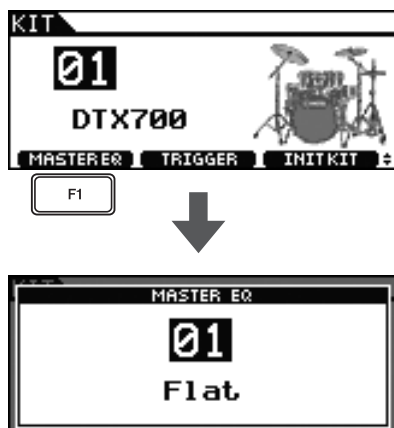 KIT
01
DTX700
MASTER EQ TRIGGER INIT KIT
F1
MASTER EQ
01
Flat